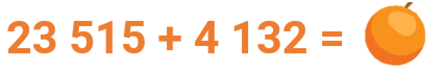 23 515 + 4 132 =